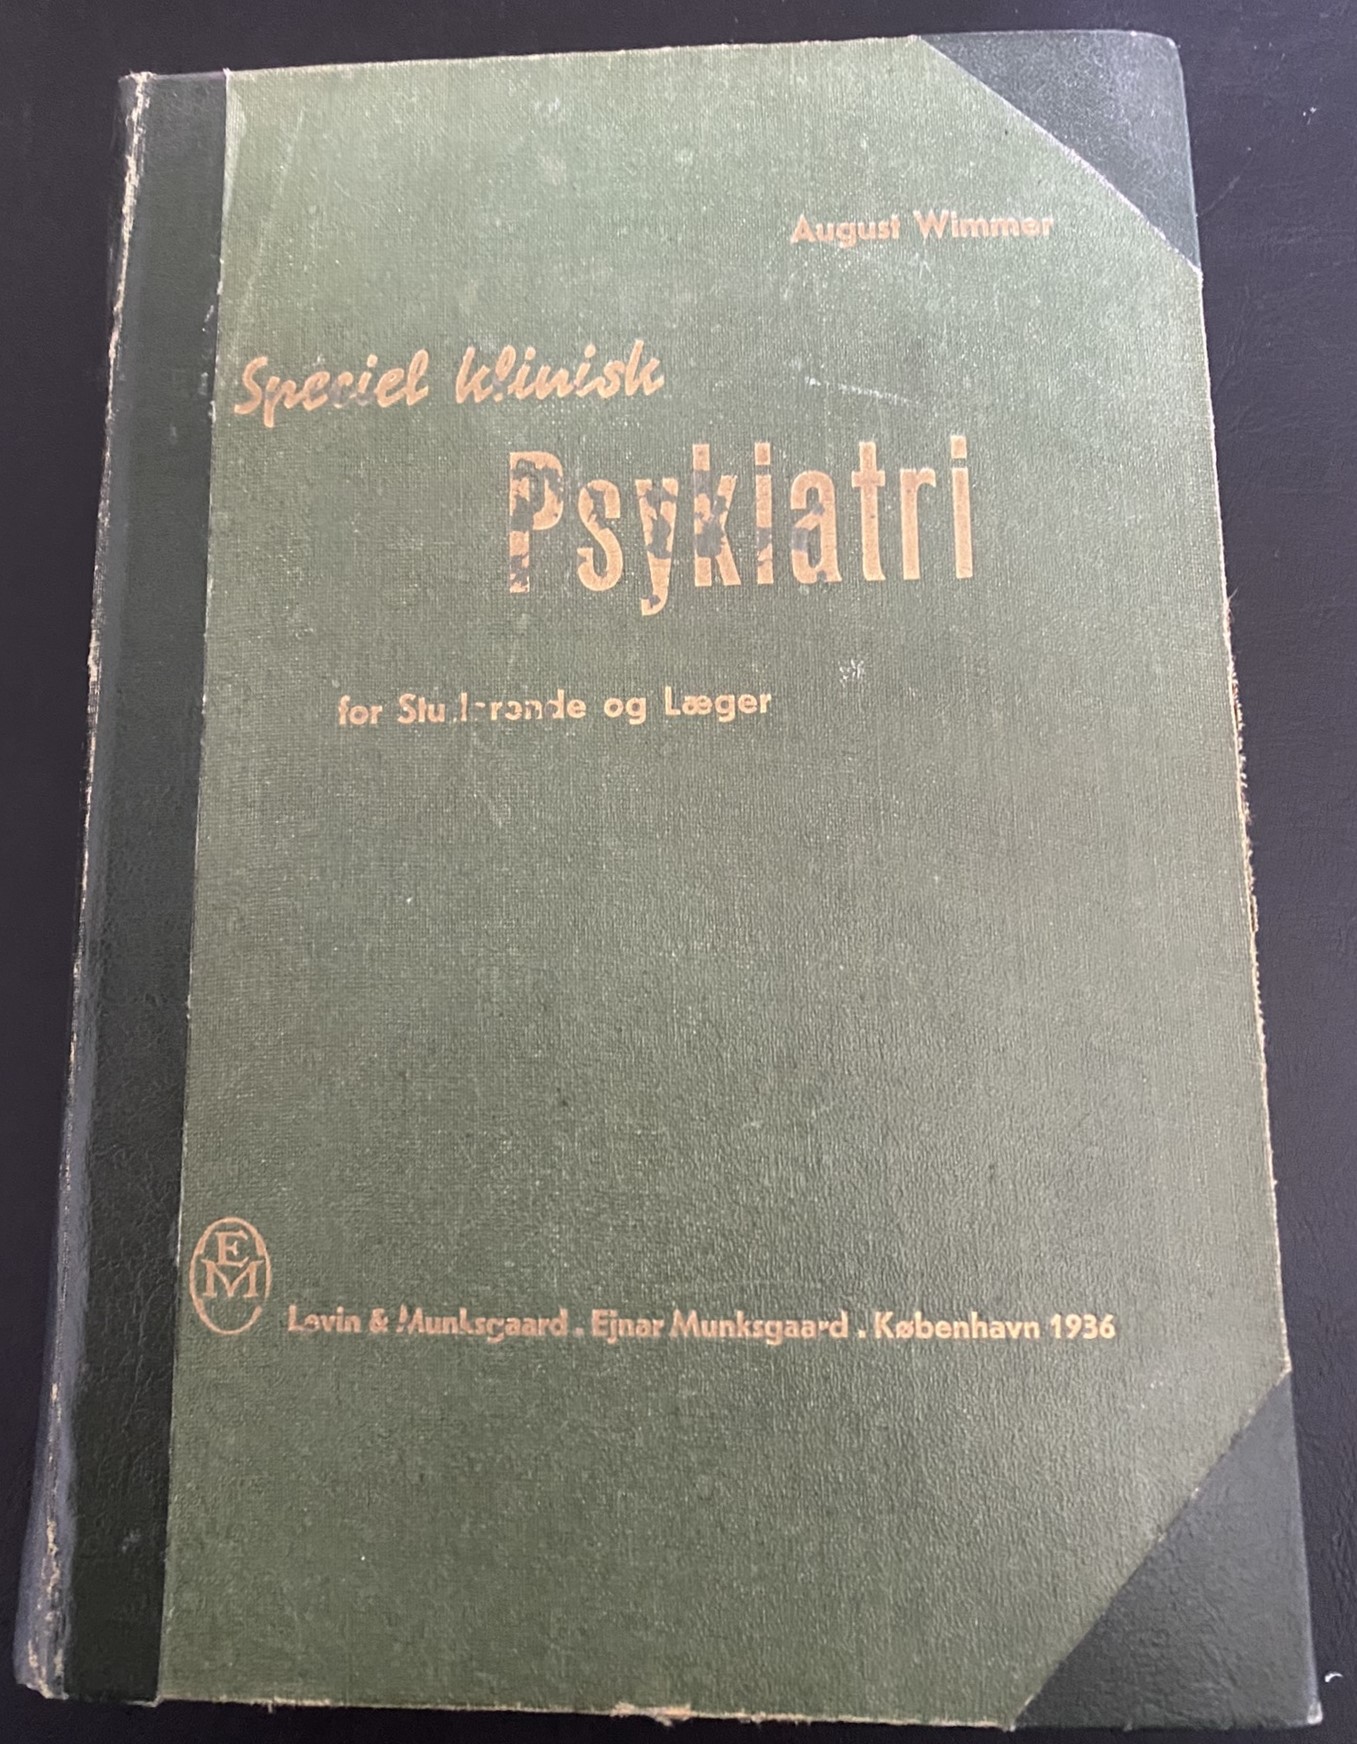 August Wimmer
Speciel klinisk
Psykiatri
for Studerende og Læger
EM
Levin & Munksgaard . Ejnar Munksgaard . København 1936